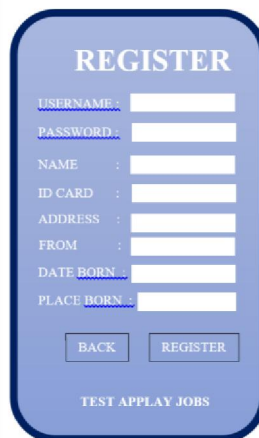 REGISTER
USERNAME :
PASSWORD :
NAME :
ID CARD :
ADDRESS :
FROM :
DATE BORN :
PLACE BORN :
BACK REGISTER
TEST APPLAY JOBS